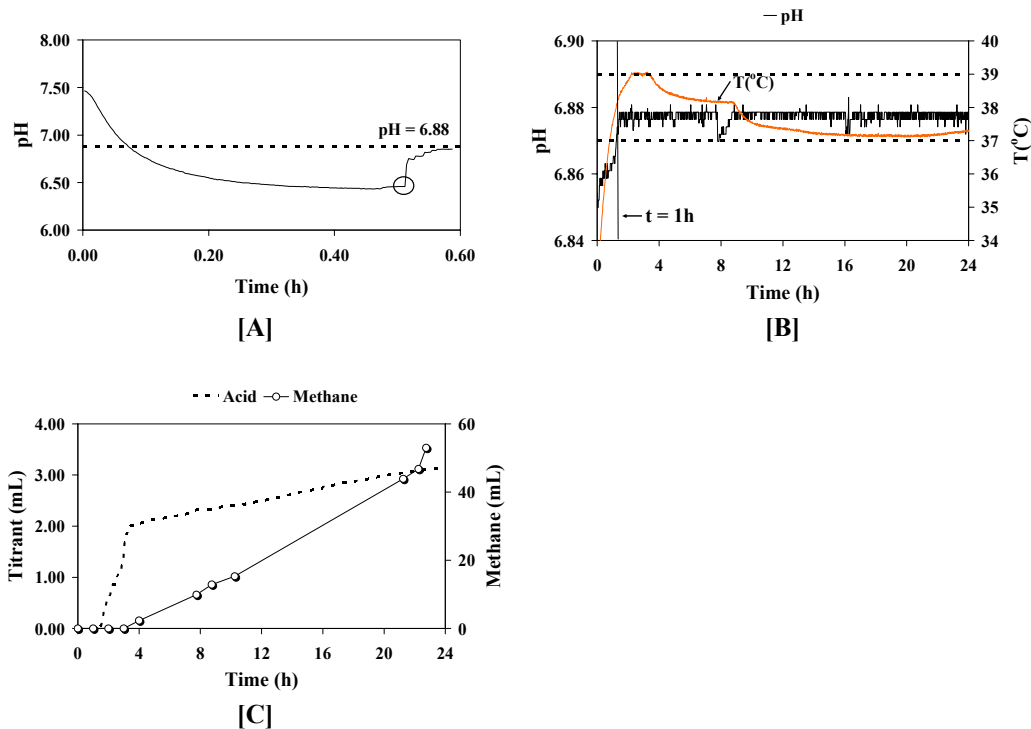 8.00
7.50
7.00
6.50
6.00
pH
pH = 6.88
0.00 0.20 0.40 0.60
Time (h)
[A]
pH
6.90
6.88
6.86
6.84
pH
T(°C)
t = 1h
40
39
38
37
36
35
34
T(°C)
0 4 8 12 16 20 24
Time (h)
[B]
Acid Methane
4.00
3.00
2.00
1.00
0.00
Titrant (mL)
60
40
20
0
Methane (mL)
0 4 8 12 16 20 24
Time (h)
[C]